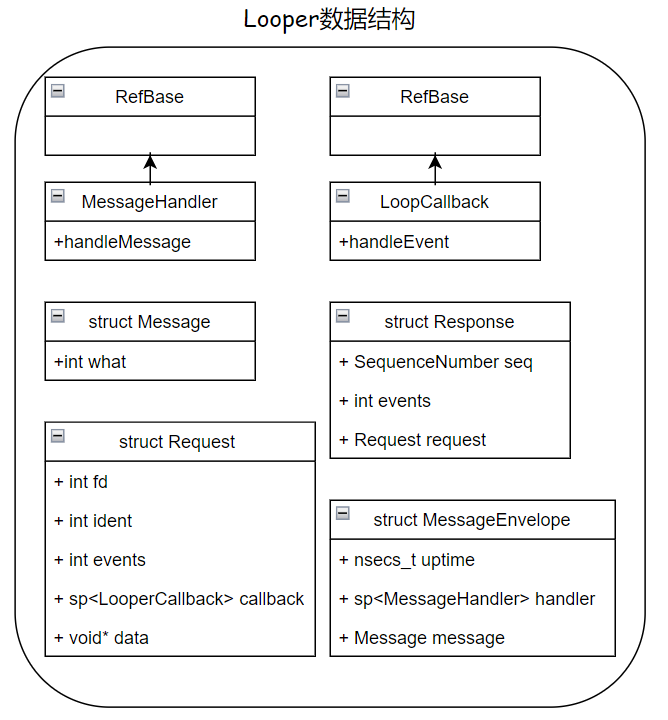 Looper数据结构
RefBase
MessageHandler
+handleMessage
RefBase
LoopCallback
+handleEvent
struct Message
+int what
struct Response
+ SequenceNumber seq
+ int events
+ Request request
struct Request
+ int fd
+ int ident
+ int events
+ sp<LooperCallback> callback
+ void* data
struct MessageEnvelope
+ nsecs_t uptime
+ sp<MessageHandler> handler
+ Message message